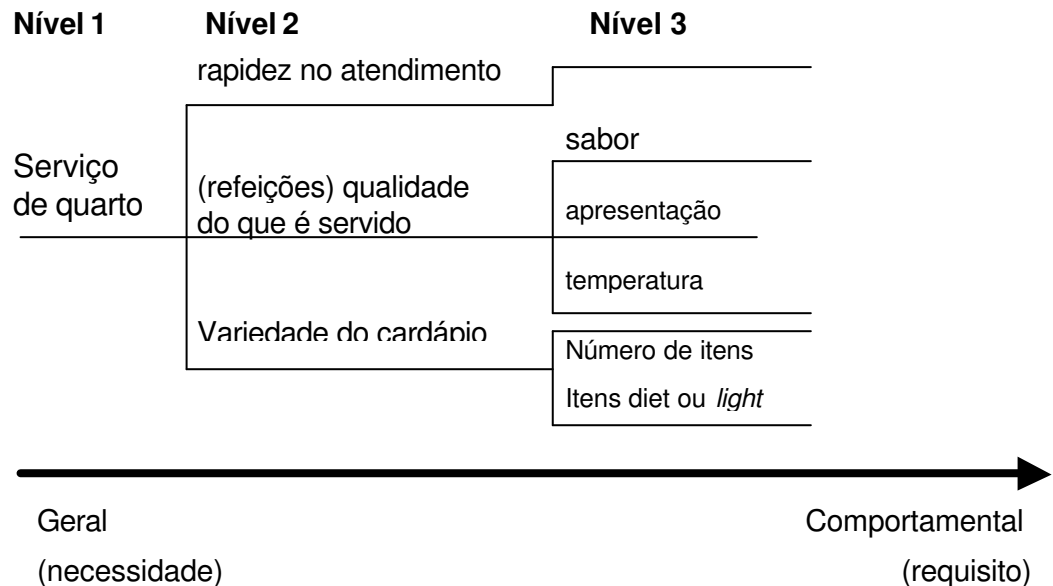 Nível 1 Nível 2 Nível 3
rapidez no atendimento
Serviço
de quarto
(refeições) qualidade
do que é servido
sabor
apresentação
temperatura
Variedade do cardápio
Número de itens
Itens diet ou light
Geral
(necessidade)
Comportamental
(requisito)